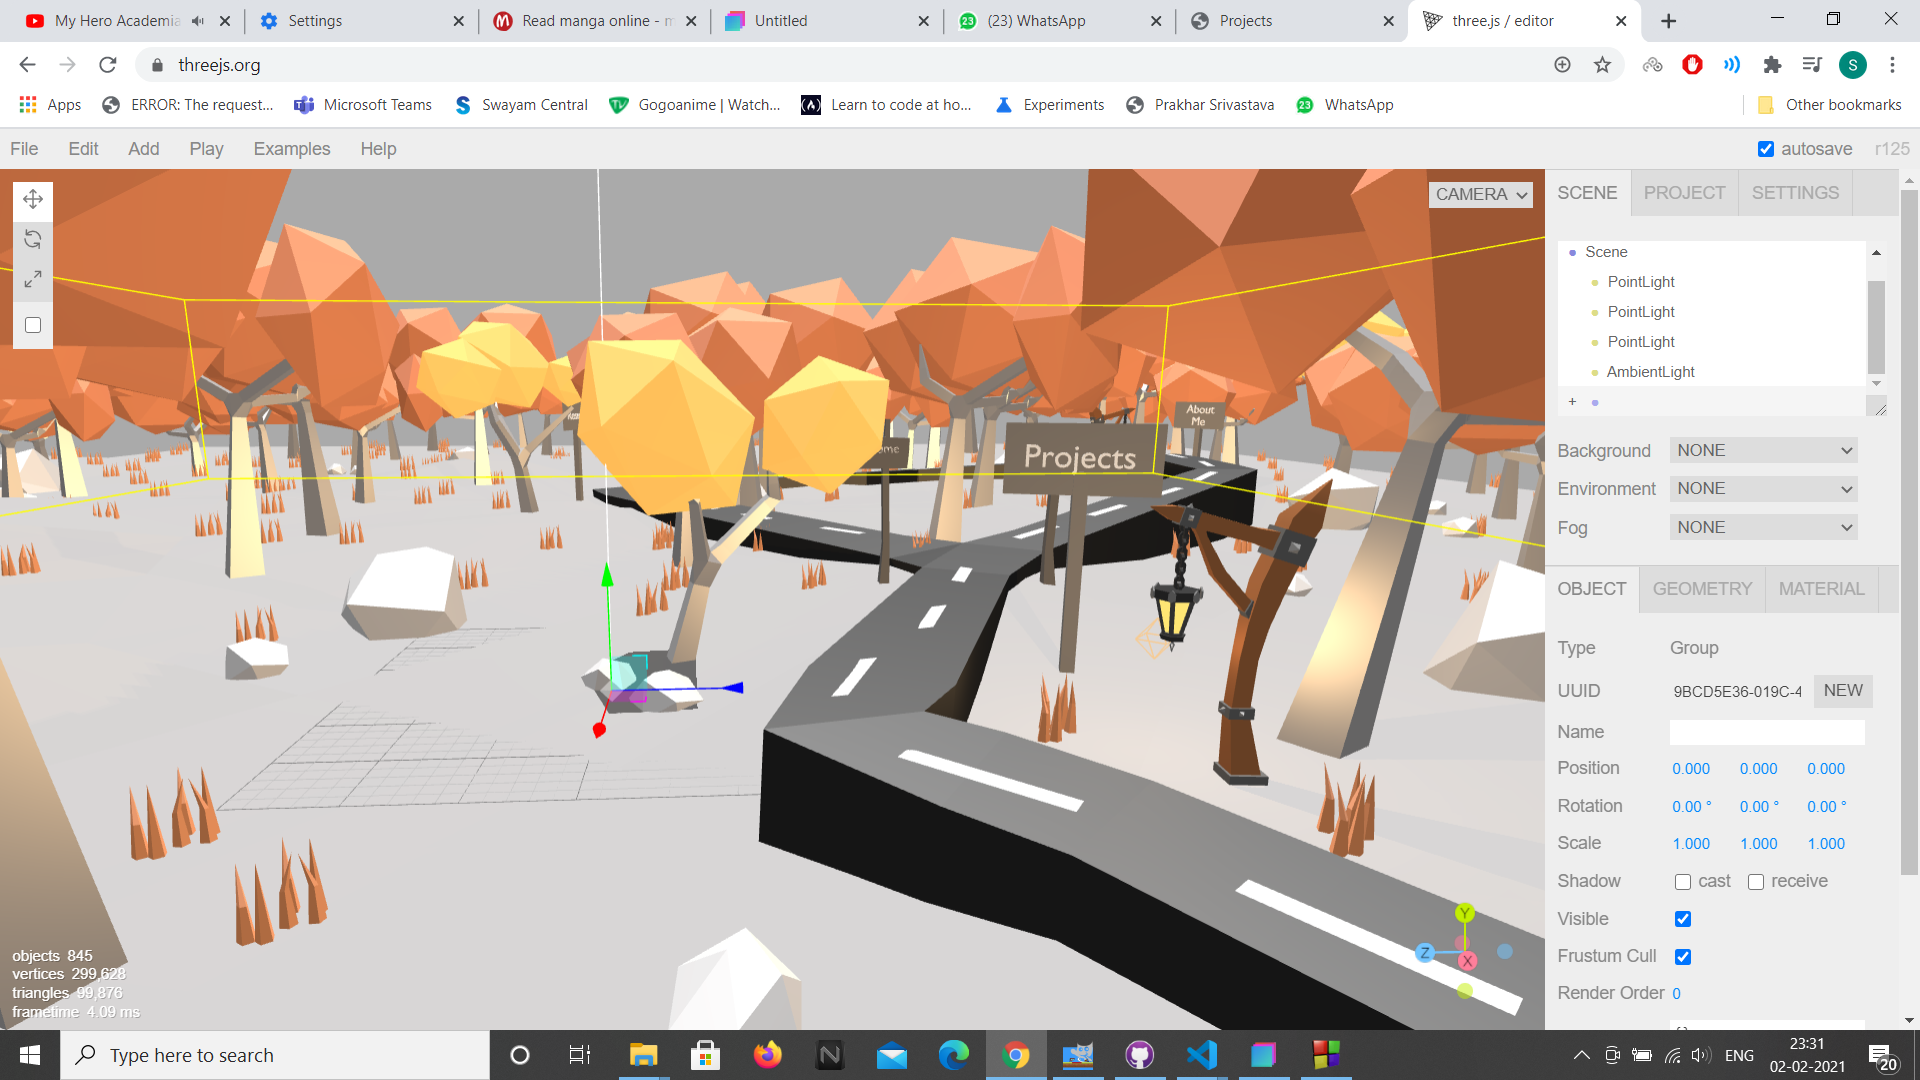 My Hero Academia
Settings
Read manga online - m
Untitled
(23) WhatsApp
Projects
three.js / editor
threejs.org
S
Apps
ERROR: The request...
Microsoft Teams
Swayam Central
Gogoanime | Watch...
Learn to code at ho...
Experiments
Prakhar Srivastava
WhatsApp
Other bookmarks
File
Edit
Add
Play
Examples
Help
autosave
r125
CAMERA
SCENE
PROJECT
SETTINGS
Scene
PointLight
PointLight
PointLight
AmbientLight
+
Background
NONE
Environment
NONE
Fog
NONE
About
Me
Projects
OBJECT
GEOMETRY
MATERIAL
Type
Group
UUID
9BCD5E36-019C-4
NEW
Name
Position
0.000
0.000
0.000
Rotation
0.00 °
0.00 °
0.00 °
Scale
1.000
1.000
1.000
Shadow
cast
receive
Visible
Frustum Cull
Render Order
0
Y
Z
X
objects 845
vertices 299,628
triangles 99,876
frametime 4.09 ms
Type here to search
ENG
23:31
02-02-2021
20